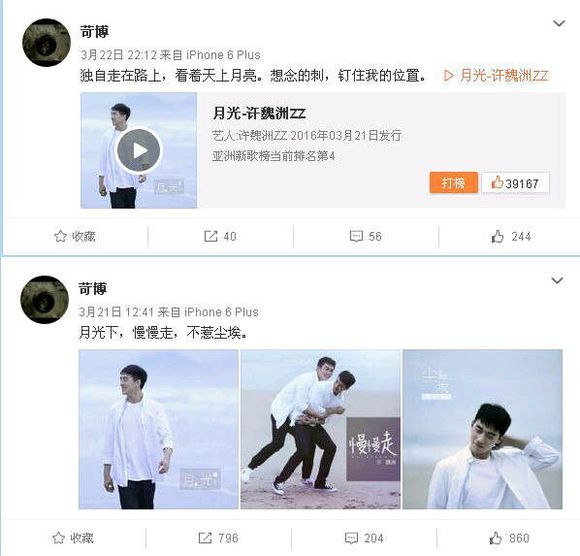 苛博
3月22日 22:12 来自 iPhone 6 Plus
独自走在路上，看着天上月亮。想念的刺，钉住我的位置。 ▷ 月光-许魏洲ZZ
月光-许魏洲ZZ
艺人:许魏洲ZZ 2016年03月21日发行
亚洲新歌榜当前排名第4
月光
打榜 39167
收藏 40 56 244
苛博
3月21日 12:41 来自 iPhone 6 Plus
月光下，慢慢走，不惹尘埃。
尘埃
慢慢走
许魏洲
月光
收藏 796 204 860